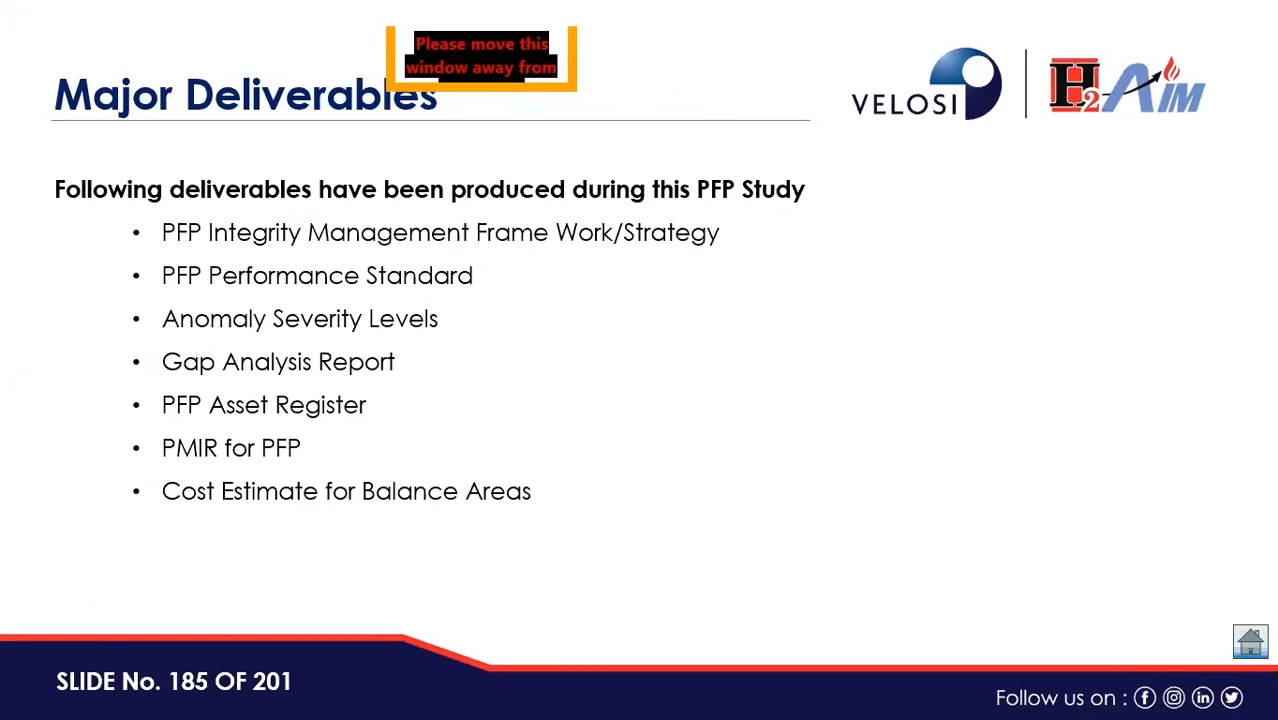 Please move this
window away from
Major Deliverables
VELOSI
H2AIM
Following deliverables have been produced during this PFP Study
• PFP Integrity Management Frame Work/Strategy
• PFP Performance Standard
• Anomaly Severity Levels
• Gap Analysis Report
• PFP Asset Register
• PMIR for PFP
• Cost Estimate for Balance Areas
SLIDE No. 185 OF 201
Follow us on :